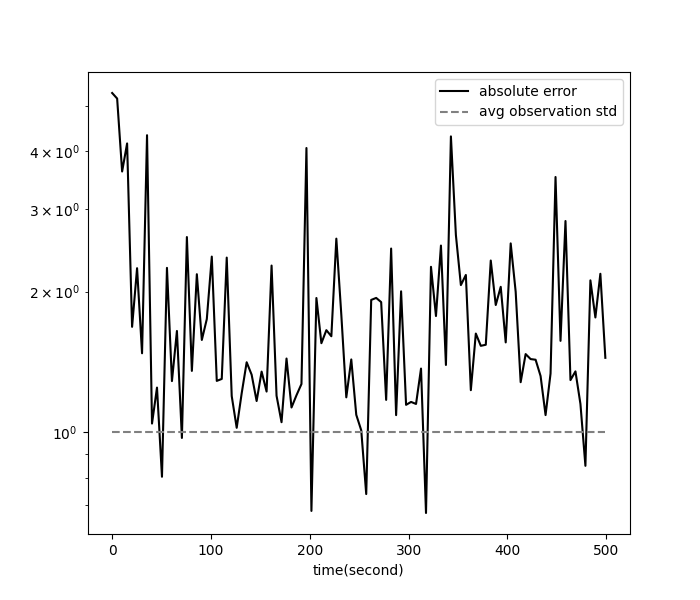 absolute error
avg observation std
4 × 10⁰
3 × 10⁰
2 × 10⁰
10⁰
0 100 200 300 400 500
time(second)